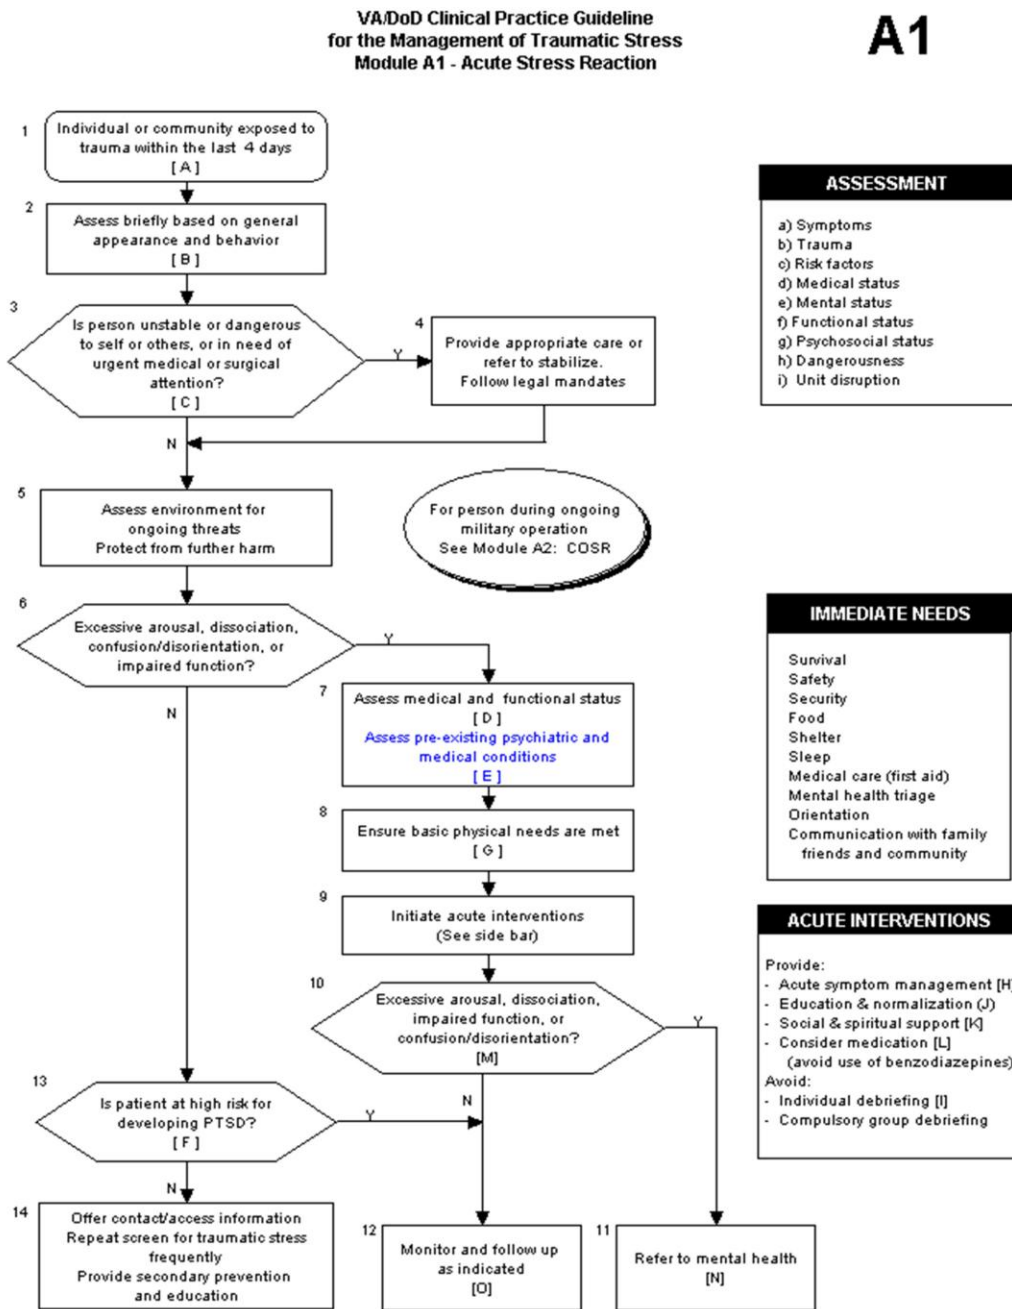 VA/DoD Clinical Practice Guideline
for the Management of Traumatic Stress
Module A1 - Acute Stress Reaction
A1
1
Individual or community exposed to
trauma within the last 4 days
[ A ]
2
Assess briefly based on general
appearance and behavior
[ B ]
3
Is person unstable or dangerous
to self or others, or in need of
urgent medical or surgical
attention?
[ C ]
Y
4
Provide appropriate care or
refer to stabilize.
Follow legal mandates
N
5
Assess environment for
ongoing threats
Protect from further harm
For person during ongoing
military operation
See Module A2: COSR
6
Excessive arousal, dissociation,
confusion/disorientation, or
impaired function?
Y
N
7
Assess medical and functional status
[ D ]
Assess pre-existing psychiatric and
medical conditions
[ E ]
8
Ensure basic physical needs are met
[ G ]
9
Initiate acute interventions
(See side bar)
10
Excessive arousal, dissociation,
impaired function, or
confusion/disorientation?
[M]
Y
N
13
Is patient at high risk for
developing PTSD?
[ F ]
Y
N
14
Offer contact/access information
Repeat screen for traumatic stress
frequently
Provide secondary prevention
and education
12
Monitor and follow up
as indicated
[O]
11
Refer to mental health
[N]
ASSESSMENT
a) Symptoms
b) Trauma
c) Risk factors
d) Medical status
e) Mental status
f) Functional status
g) Psychosocial status
h) Dangerousness
i) Unit disruption
IMMEDIATE NEEDS
Survival
Safety
Security
Food
Shelter
Sleep
Medical care (first aid)
Mental health triage
Orientation
Communication with family
friends and community
ACUTE INTERVENTIONS
Provide:
- Acute symptom management [H]
- Education & normalization (J)
- Social & spiritual support [K]
- Consider medication [L]
(avoid use of benzodiazepines)
Avoid:
- Individual debriefing [I]
- Compulsory group debriefing